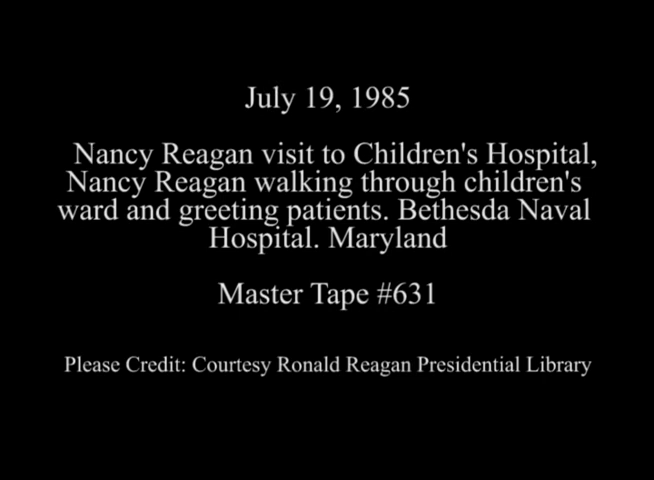 July 19, 1985
Nancy Reagan visit to Children's Hospital,
Nancy Reagan walking through children's
ward and greeting patients. Bethesda Naval
Hospital. Maryland
Master Tape #631
Please Credit: Courtesy Ronald Reagan Presidential Library